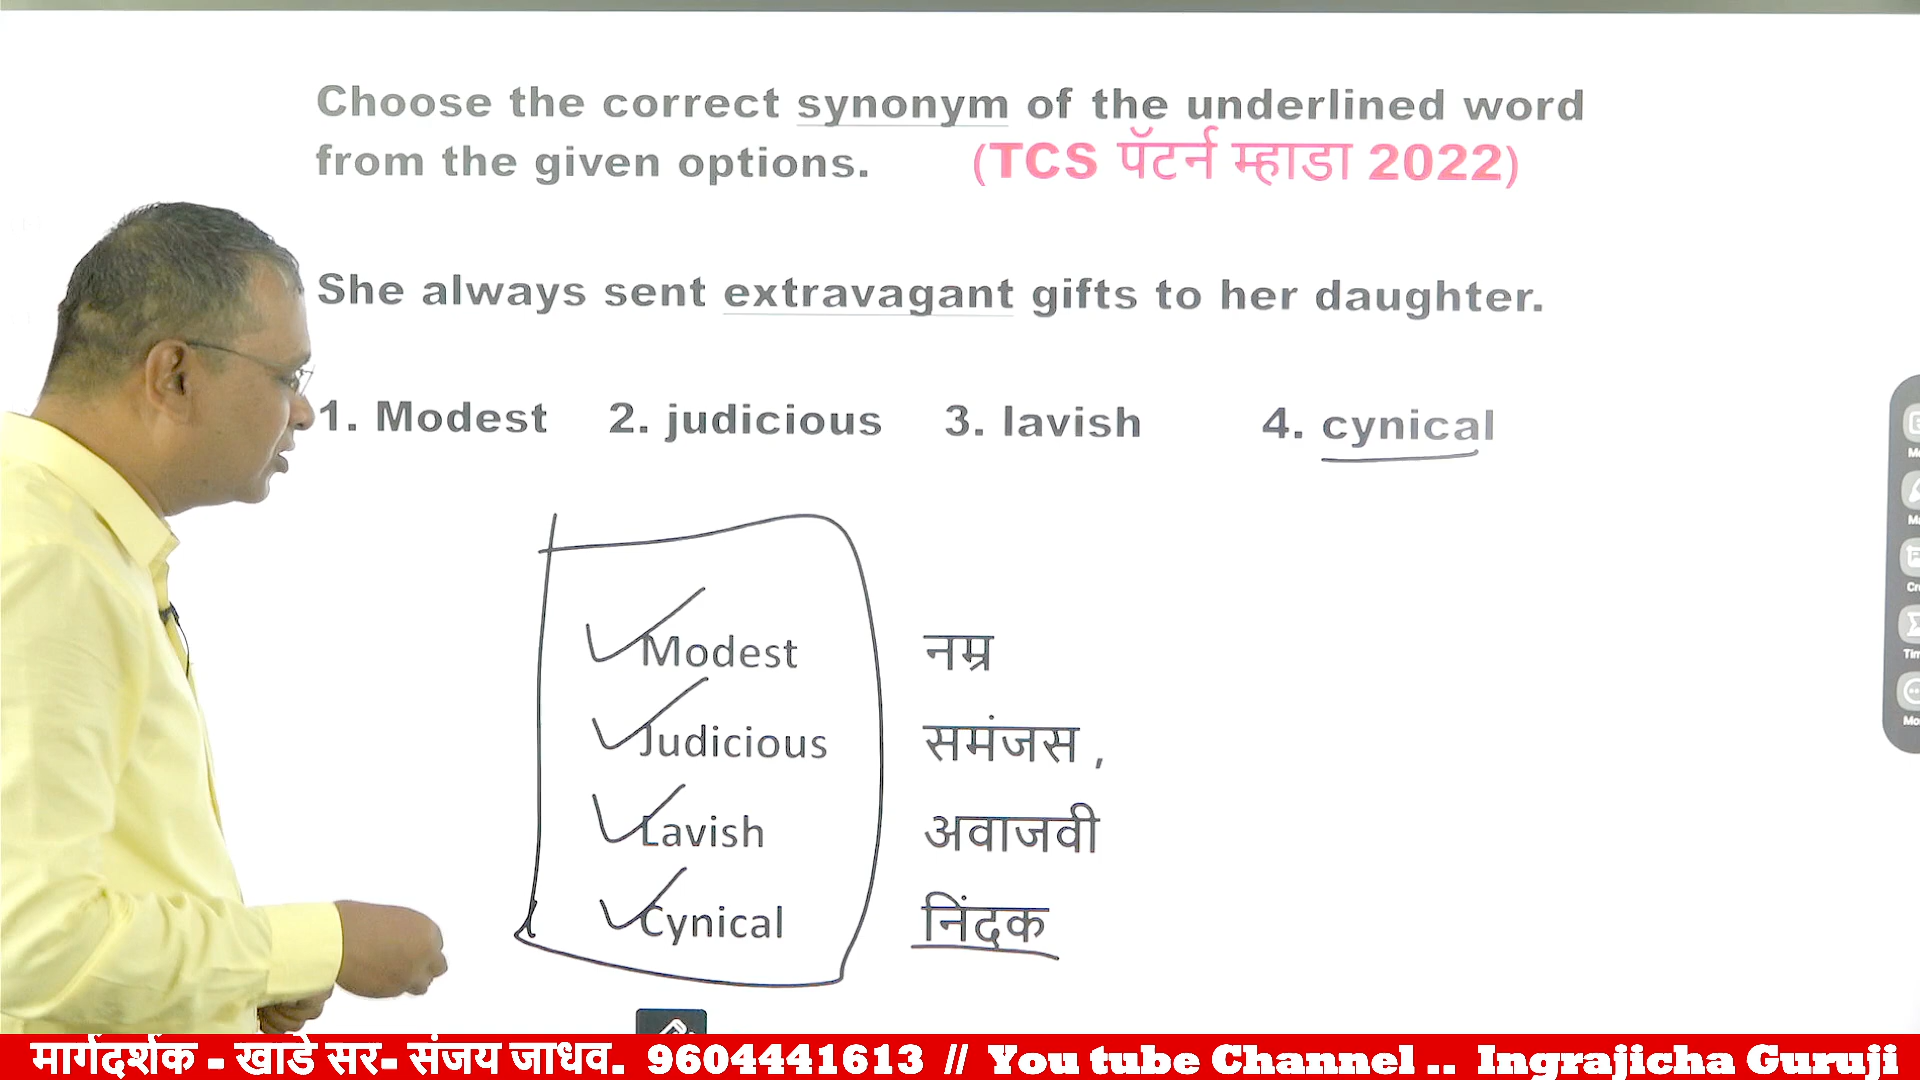 Choose the correct synonym of the underlined word
from the given options. (TCS पॅटर्न म्हाडा 2022)
She always sent extravagant gifts to her daughter.
1. Modest 2. judicious 3. lavish 4. cynical
Modest नम्र
Judicious समंजस ,
Lavish अवाजवी
Cynical निंदक
मार्गदर्शक - खाडे सर- संजय जाधव. 9604441613 // You tube Channel .. Ingrajicha Guruji